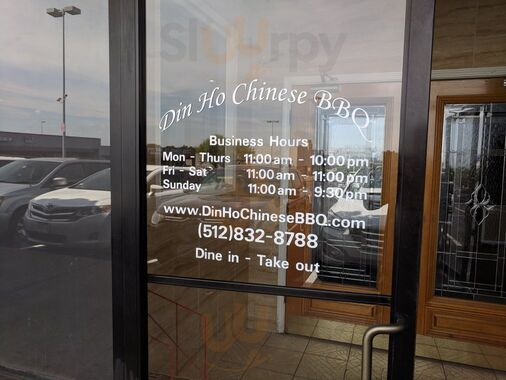 Slurrpy
Din Ho Chinese BBQ
Business Hours
Mon - Thurs - 11:00 am - 10:00 pm
Fri - Sat - 11:00 am - 11:00 pm
Sunday 11:00 am - 9:30 pm
www.DinHoChineseBBQ.com
(512)832-8788
Dine in - Take out